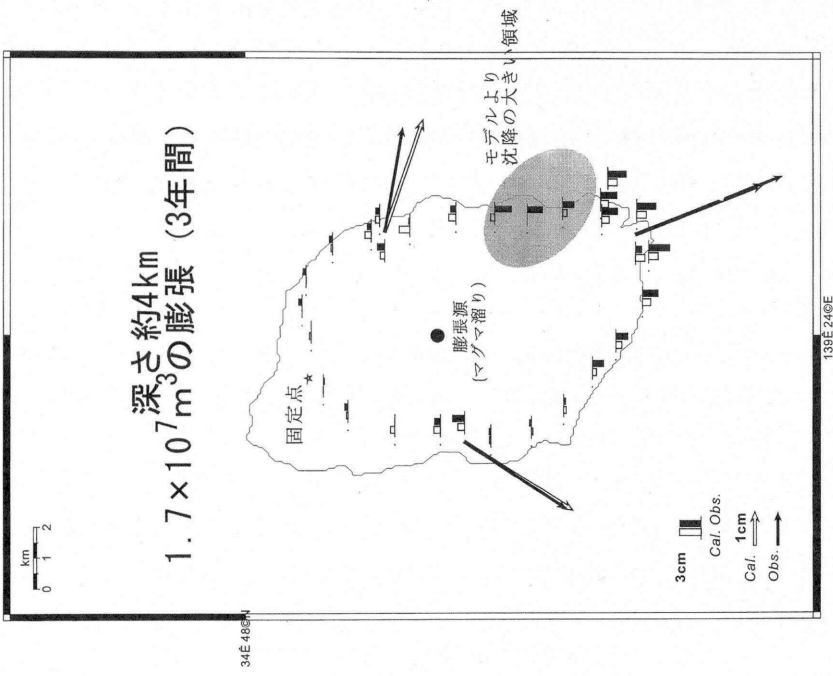 深さ約4km
1.7×10⁷m³の膨張 (3年間)
km
0 1 2
34É 48©N
固定点
膨張源
(マグマ溜り)
モデルより
沈降の大きい領域
3cm
Cal. Obs.
1cm
Cal.
Obs.
139É 24©E